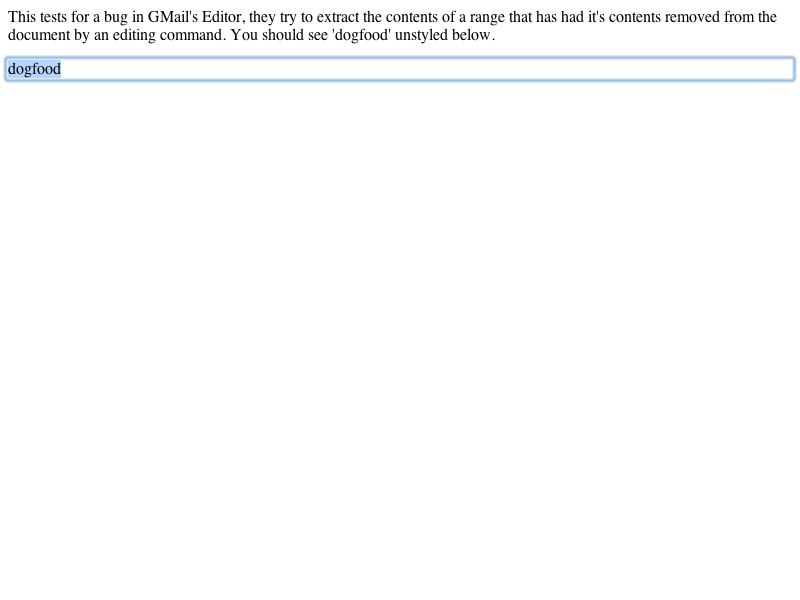 This tests for a bug in GMail's Editor, they try to extract the contents of a range that has had it's contents removed from the
document by an editing command. You should see 'dogfood' unstyled below.
dogfood